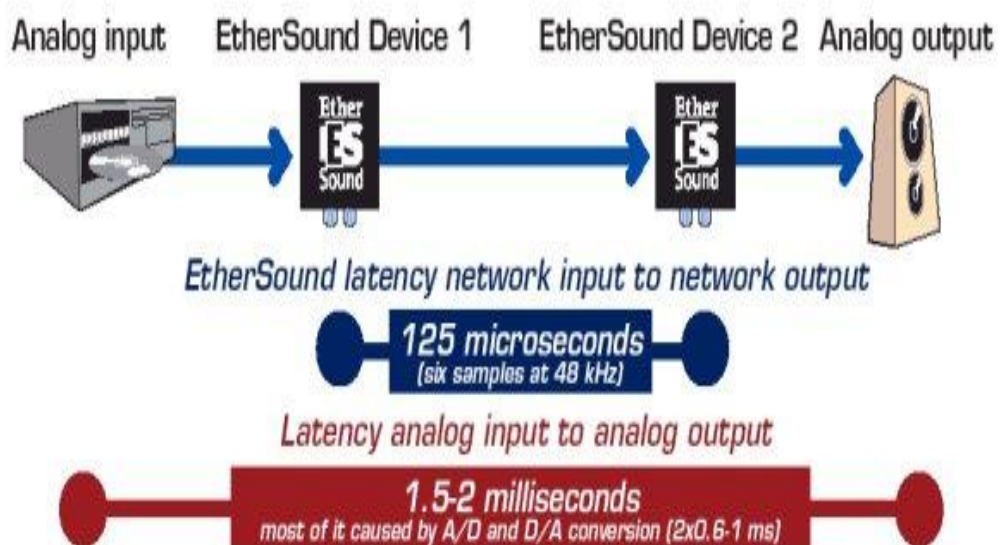 Analog input EtherSound Device 1 EtherSound Device 2 Analog output
Ether
ES
Sound
Ether
ES
Sound
EtherSound latency network input to network output
125 microseconds
(six samples at 48 kHz)
Latency analog input to analog output
1.5-2 milliseconds
most of it caused by A/D and D/A conversion (2x0.6-1 ms)